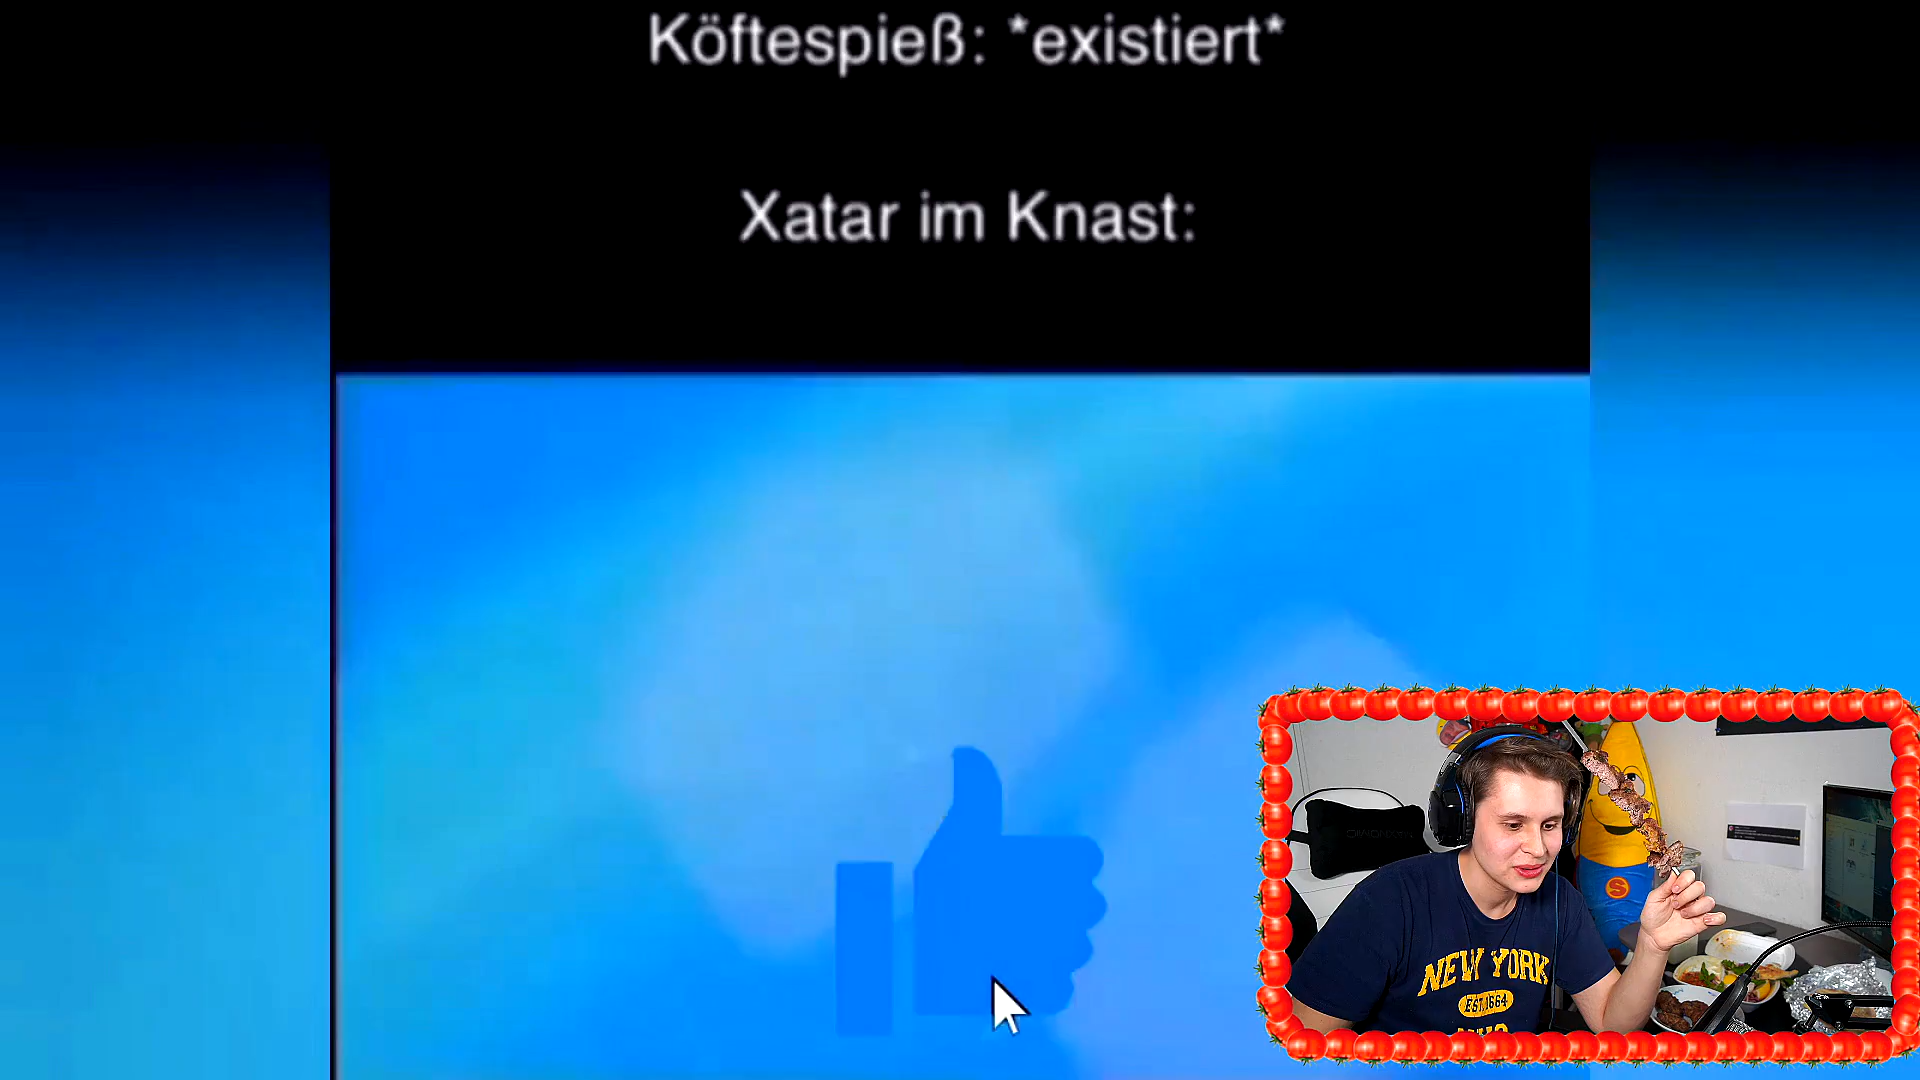 Köftespieß: *existiert*
Xatar im Knast:
NEW YORK
EST. 1664